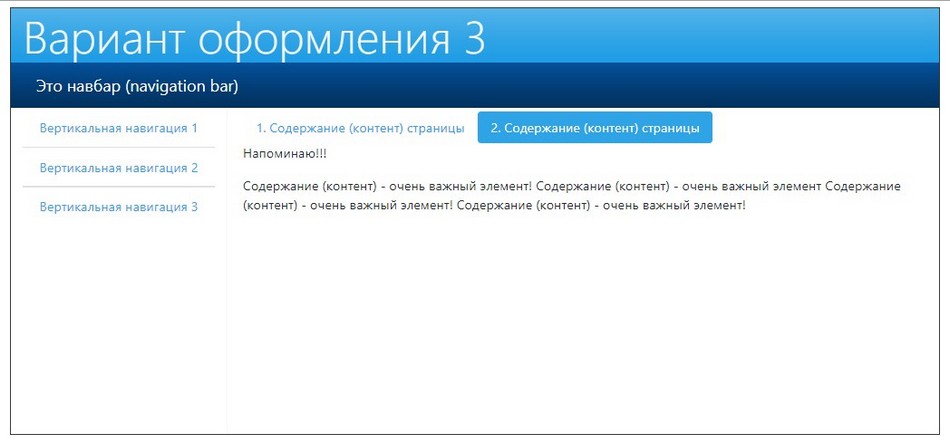 Вариант оформления 3
Это навбар (navigation bar)
Вертикальная навигация 1
Вертикальная навигация 2
Вертикальная навигация 3
1. Содержание (контент) страницы
2. Содержание (контент) страницы
Напоминаю!!!
Содержание (контент) - очень важный элемент! Содержание (контент) - очень важный элемент Содержание
(контент) - очень важный элемент! Содержание (контент) - очень важный элемент!